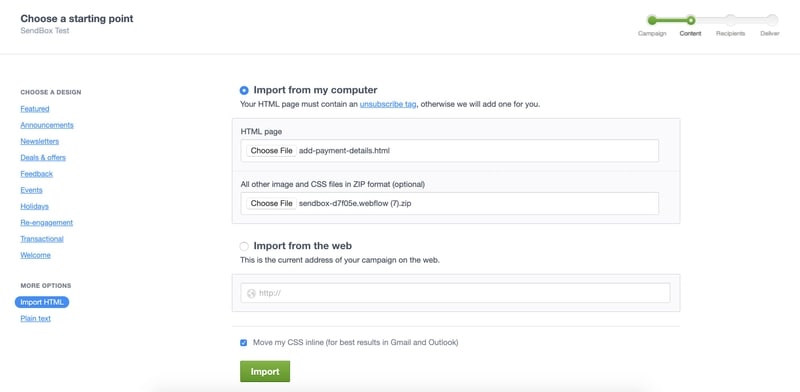 Choose a starting point
SendBox Test
Campaign
Content
Recipients
Deliver
CHOOSE A DESIGN
Featured
Announcements
Newsletters
Deals & offers
Feedback
Events
Holidays
Re-engagement
Transactional
Welcome
MORE OPTIONS
Import HTML
Plain text
Import from my computer
Your HTML page must contain an unsubscribe tag, otherwise we will add one for you.
HTML page
Choose File add-payment-details.html
All other image and CSS files in ZIP format (optional)
Choose File sendbox-d7f05e.webflow (7).zip
Import from the web
This is the current address of your campaign on the web.
http://
Move my CSS inline (for best results in Gmail and Outlook)
Import